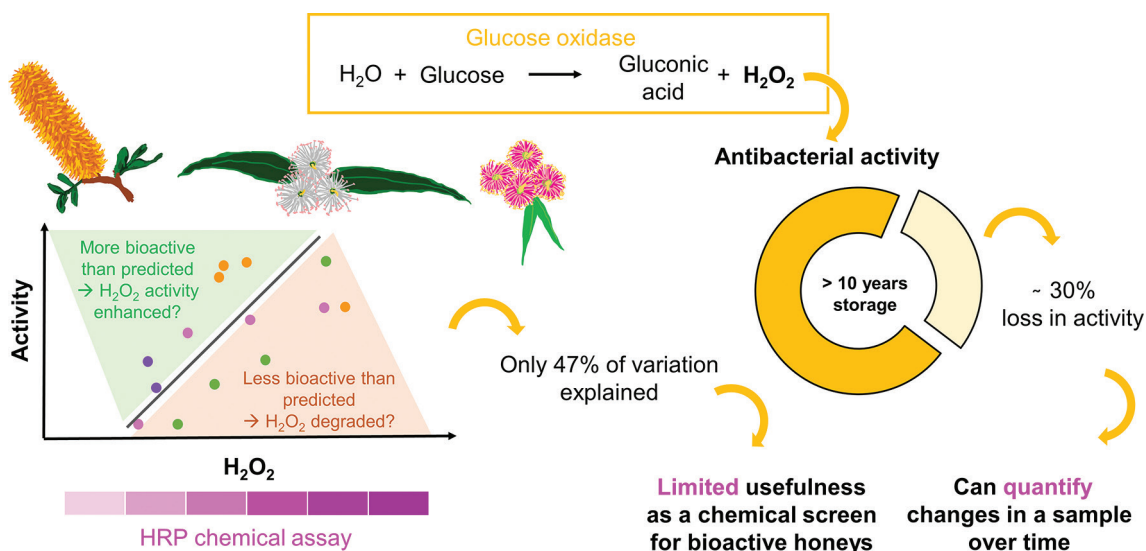 Glucose oxidase
H₂O + Glucose → Gluconic acid + H₂O₂
Antibacterial activity
> 10 years
storage
~ 30%
loss in activity
More bioactive
than predicted
→ H₂O₂ activity
enhanced?
Activity
Less bioactive than
predicted
→ H₂O₂ degraded?
H₂O₂
HRP chemical assay
Only 47% of variation
explained
Limited usefulness
as a chemical screen
for bioactive honeys
Can quantify
changes in a sample
over time